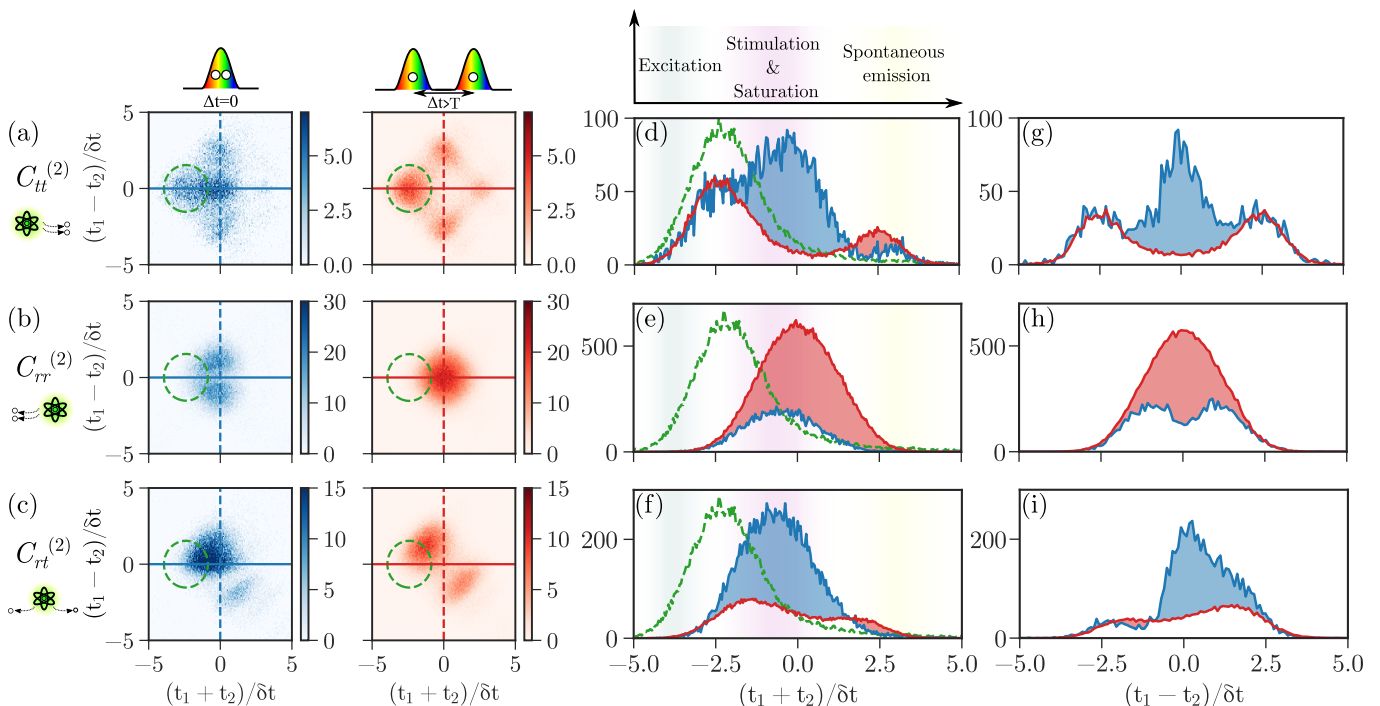 Δt=0
Δt>T
Excitation
Stimulation
&
Saturation
Spontaneous
emission
(a)
C_tt^(2)
(t₁ − t₂)/δt
5
0
−5
5.0
2.5
0.0
5.0
2.5
0.0
(d)
100
50
0
(g)
100
50
0
(b)
C_rr^(2)
(t₁ − t₂)/δt
5
0
−5
30
20
10
0
30
20
10
0
(e)
500
0
(h)
500
0
(c)
C_rt^(2)
(t₁ − t₂)/δt
5
0
−5
15
10
5
0
15
10
5
0
(f)
200
0
(i)
200
0
−5 0 5
−5 0 5
−5.0 −2.5 0.0 2.5 5.0
−5.0 −2.5 0.0 2.5 5.0
(t₁ + t₂)/δt
(t₁ + t₂)/δt
(t₁ + t₂)/δt
(t₁ − t₂)/δt